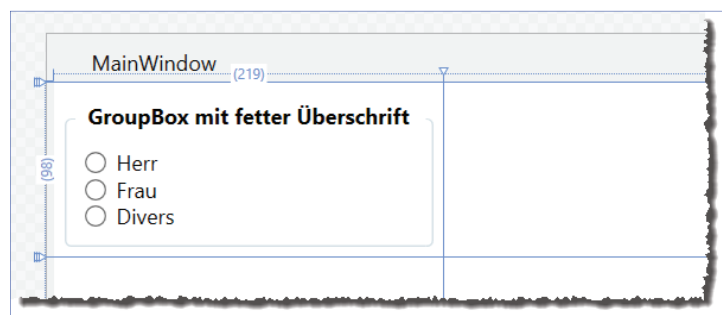 MainWindow
(219)
GroupBox mit fetter Überschrift
(98)
Herr
Frau
Divers